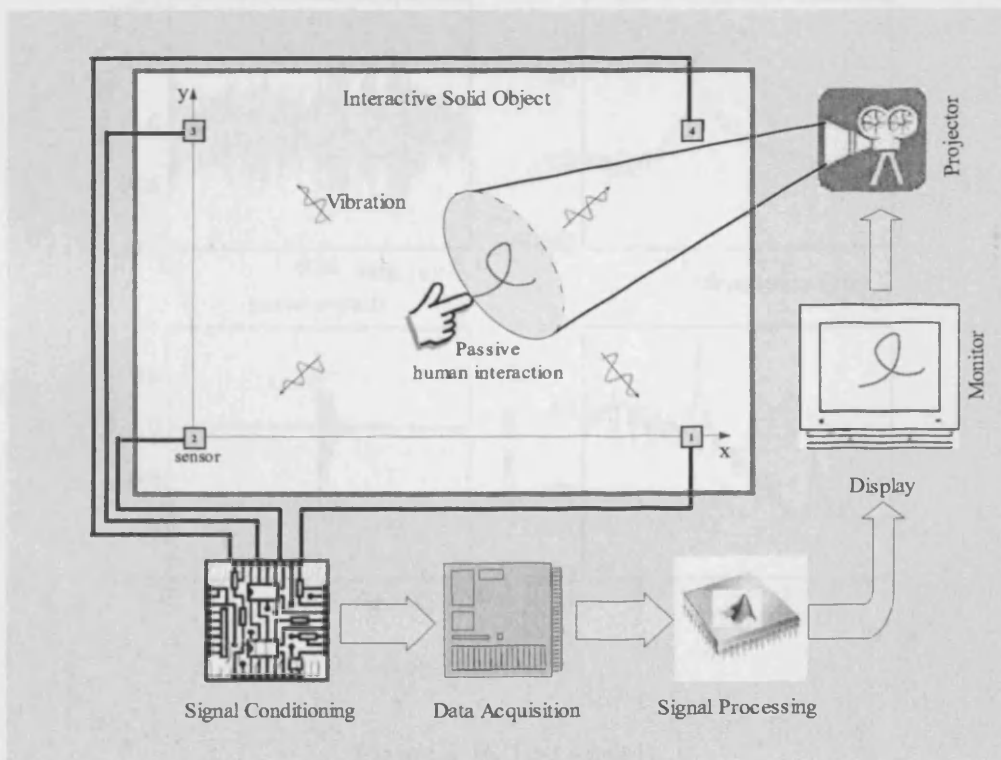 Interactive Solid Object
y
3
4
Projector
Vibration
Passive
human interaction
Monitor
2
1
sensor
x
Display
Signal Conditioning
Data Acquisition
Signal Processing